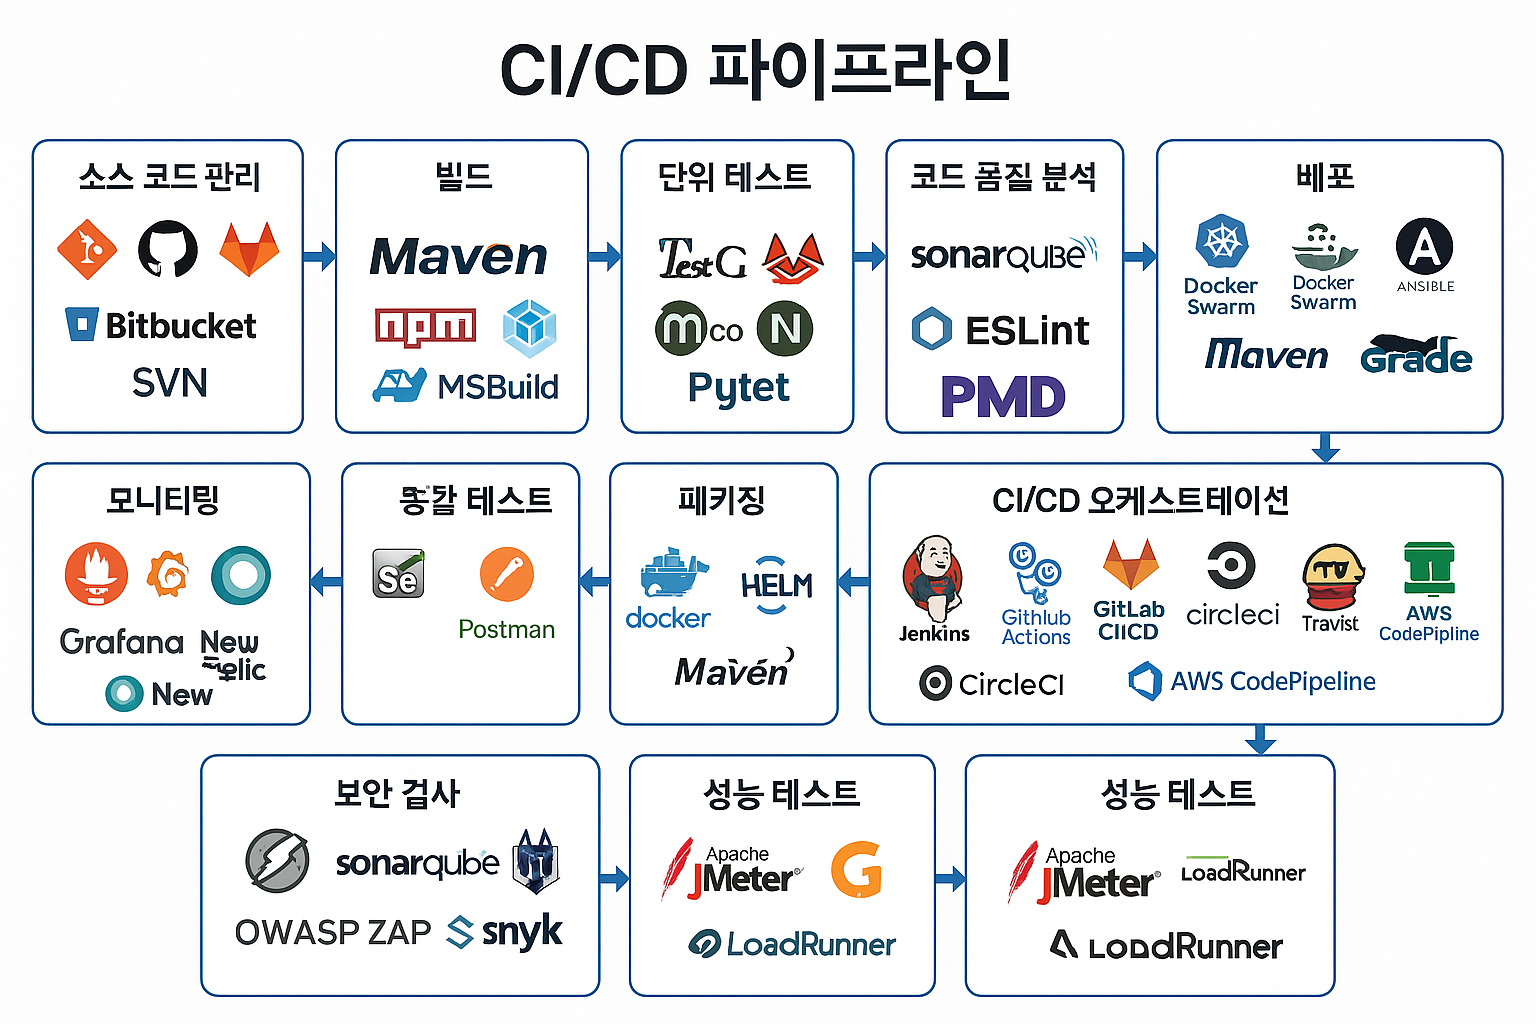 CI/CD 파이프라인
소스 코드 관리
Bitbucket
SVN
빌드
Maven
npm
MSBuild
단위 테스트
TestG
mco N
Pytet
코드 품질 분석
sonarQUBe
ESLint
PMD
배포
Docker
Swarm
Docker
Swarm
A
ANSIBLE
Maven
Grade
모니티링
Grafana
New
New
테스트
Se
Postman
패키징
docker
HELM
Mavén
CI/CD 오케스트테이션
Jenkins
Githlub
Actions
GitLab
CIICD
circleci
Travist
AWS
CodePipline
CircleCI
AWS CodePipeline
보안 검사
sonarqube
OWASP ZAP
snyk
성능 테스트
Apache
JMeter
G
LoadRunner
성능 테스트
Apache
JMeter
LoadRunner
LoadRunner